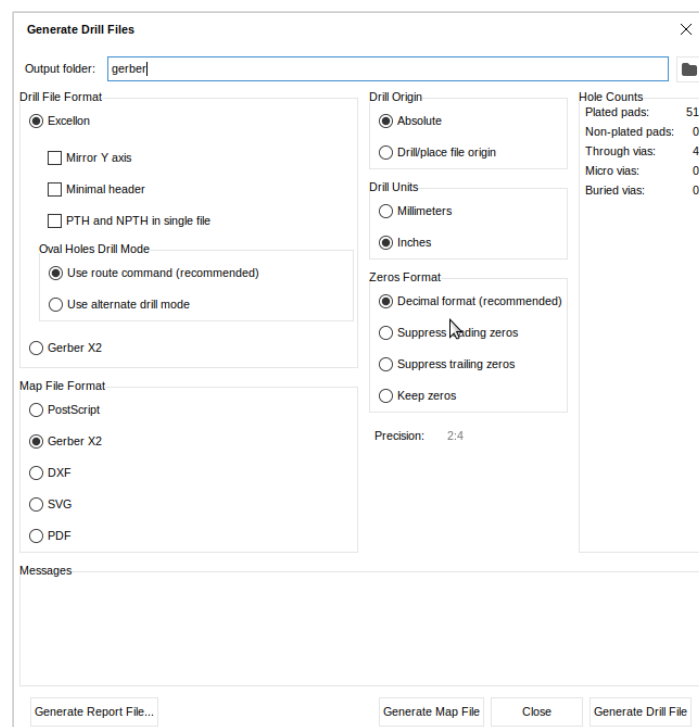 Generate Drill Files
Output folder: gerber
Drill File Format
Excellon
Mirror Y axis
Minimal header
PTH and NPTH in single file
Oval Holes Drill Mode
Use route command (recommended)
Use alternate drill mode
Gerber X2
Map File Format
PostScript
Gerber X2
DXF
SVG
PDF
Drill Origin
Absolute
Drill/place file origin
Drill Units
Millimeters
Inches
Zeros Format
Decimal format (recommended)
Suppress zeros
Suppress trailing zeros
Keep zeros
Precision: 2:4
Hole Counts
Plated pads: 51
Non-plated pads: 0
Through vias: 4
Micro vias: 0
Buried vias: 0
Messages
Generate Report File...
Generate Map File
Close
Generate Drill File